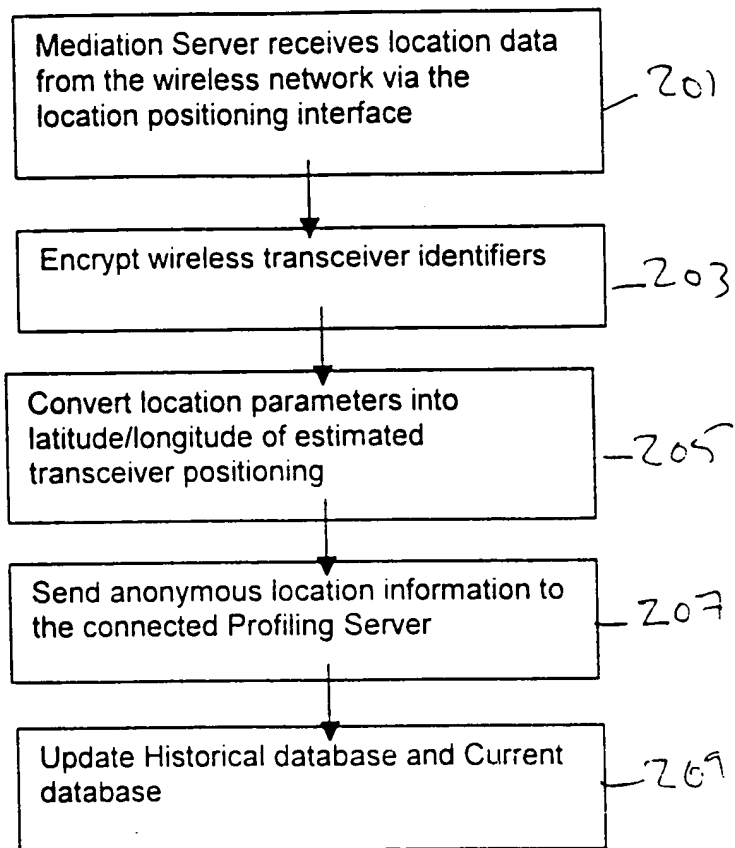 Mediation Server receives location data
from the wireless network via the
location positioning interface
201
Encrypt wireless transceiver identifiers
203
Convert location parameters into
latitude/longitude of estimated
transceiver positioning
205
Send anonymous location information to
the connected Profiling Server
207
Update Historical database and Current
database
209